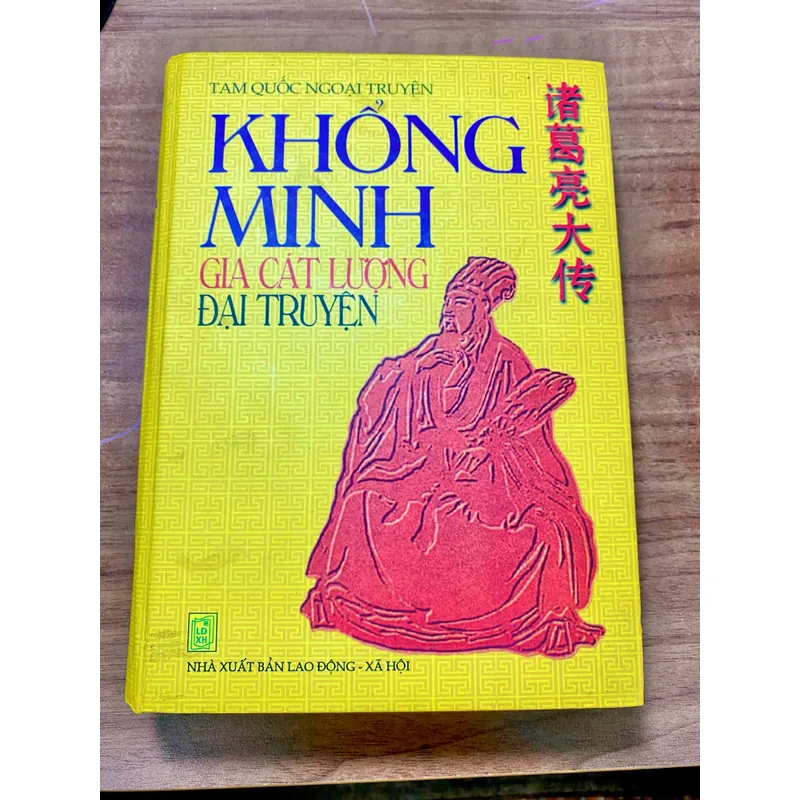 TAM QUỐC NGOẠI TRUYỆN
KHỔNG
MINH
GIA CÁT LƯỢNG
ĐẠI TRUYỆN
诸葛亮大传
LĐ
XH
NHÀ XUẤT BẢN LAO ĐỘNG - XÃ HỘI